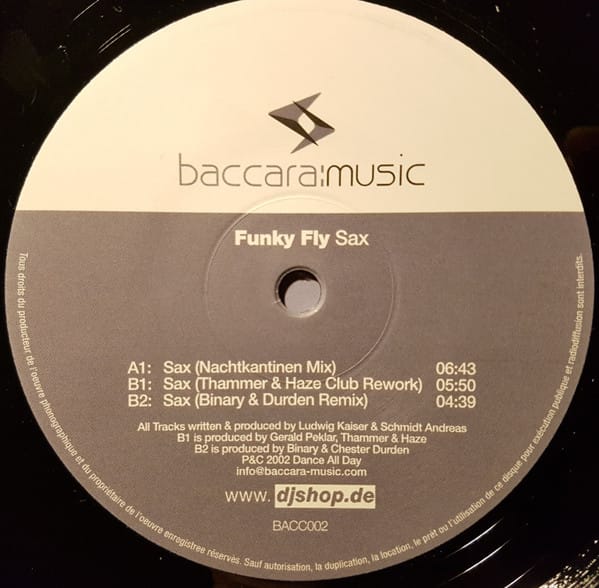 baccara:music
Funky Fly Sax
A1: Sax (Nachtkantinen Mix) 06:43
B1: Sax (Thammer & Haze Club Rework) 05:50
B2: Sax (Binary & Durden Remix) 04:39
All Tracks written & produced by Ludwig Kaiser & Schmidt Andreas
B1 is produced by Gerald Peklar, Thammer & Haze
B2 is produced by Binary & Chester Durden
P&C 2002 Dance All Day
info@baccara-music.com
www. djshop.de
BACC002
Tous droits du producteur de l'oeuvre phonographique et du propriétaire de l'oeuvre enregistree réservés. Sauf autorisation, la duplication, la location, le prêt ou l'utilisation de ce disque pour exécution publique et radiodiffusion sont interdits.